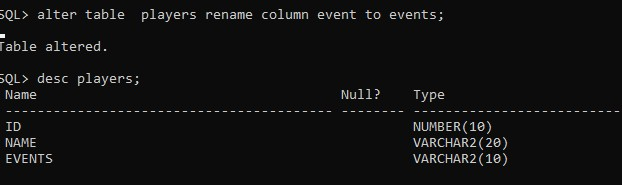 SQL> alter table  players rename column event to events;
Table altered.
SQL> desc players;
 Name                                      Null?    Type
 ----------------------------------------- -------- ----------------------------
 ID                                                 NUMBER(10)
 NAME                                               VARCHAR2(20)
 EVENTS                                             VARCHAR2(10)